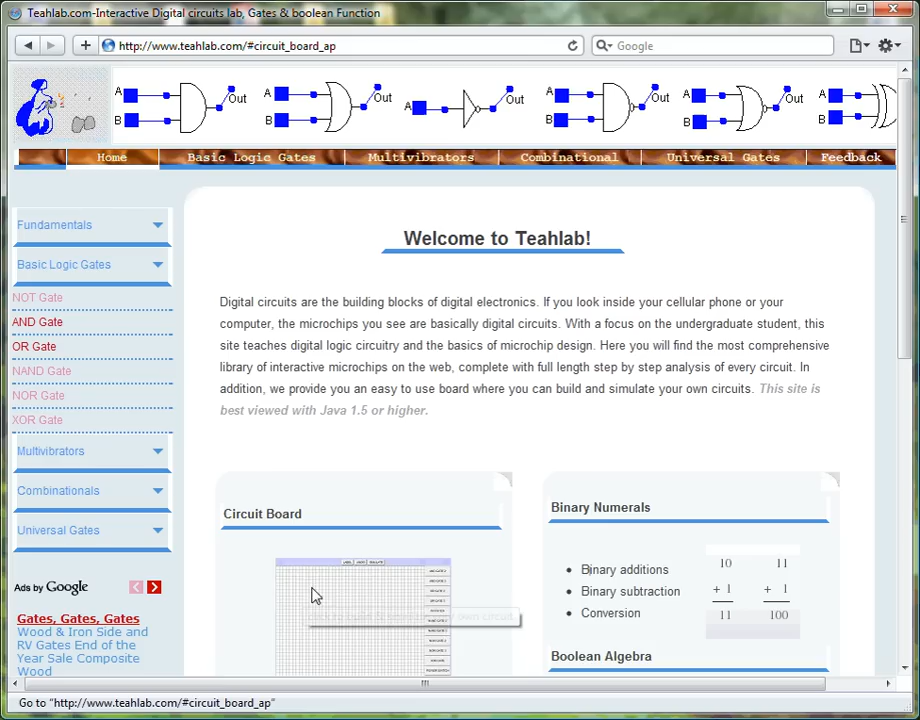 Teahlab.com-Interactive Digital circuits lab, Gates & boolean Function
http://www.teahlab.com/#circuit_board_ap
Google
A B Out
A B Out
A Out
A B Out
A B Out
A B
Home Basic Logic Gates Multivibrators Combinational Universal Gates Feedback
Fundamentals
Basic Logic Gates
NOT Gate
AND Gate
OR Gate
NAND Gate
NOR Gate
XOR Gate
Multivibrators
Combinationals
Universal Gates
Ads by Google
Gates, Gates, Gates
Wood & Iron Side and
RV Gates End of the
Year Sale Composite
Wood
Welcome to Teahlab!
Digital circuits are the building blocks of digital electronics. If you look inside your cellular phone or your
computer, the microchips you see are basically digital circuits. With a focus on the undergraduate student, this
site teaches digital logic circuitry and the basics of microchip design. Here you will find the most comprehensive
library of interactive microchips on the web, complete with full length step by step analysis of every circuit. In
addition, we provide you an easy to use board where you can build and simulate your own circuits. This site is
best viewed with Java 1.5 or higher.
Circuit Board
Binary Numerals
Binary additions
Binary subtraction
Conversion
10 11
+ 1 + 1
11 100
Boolean Algebra
Go to "http://www.teahlab.com/#circuit_board_ap"